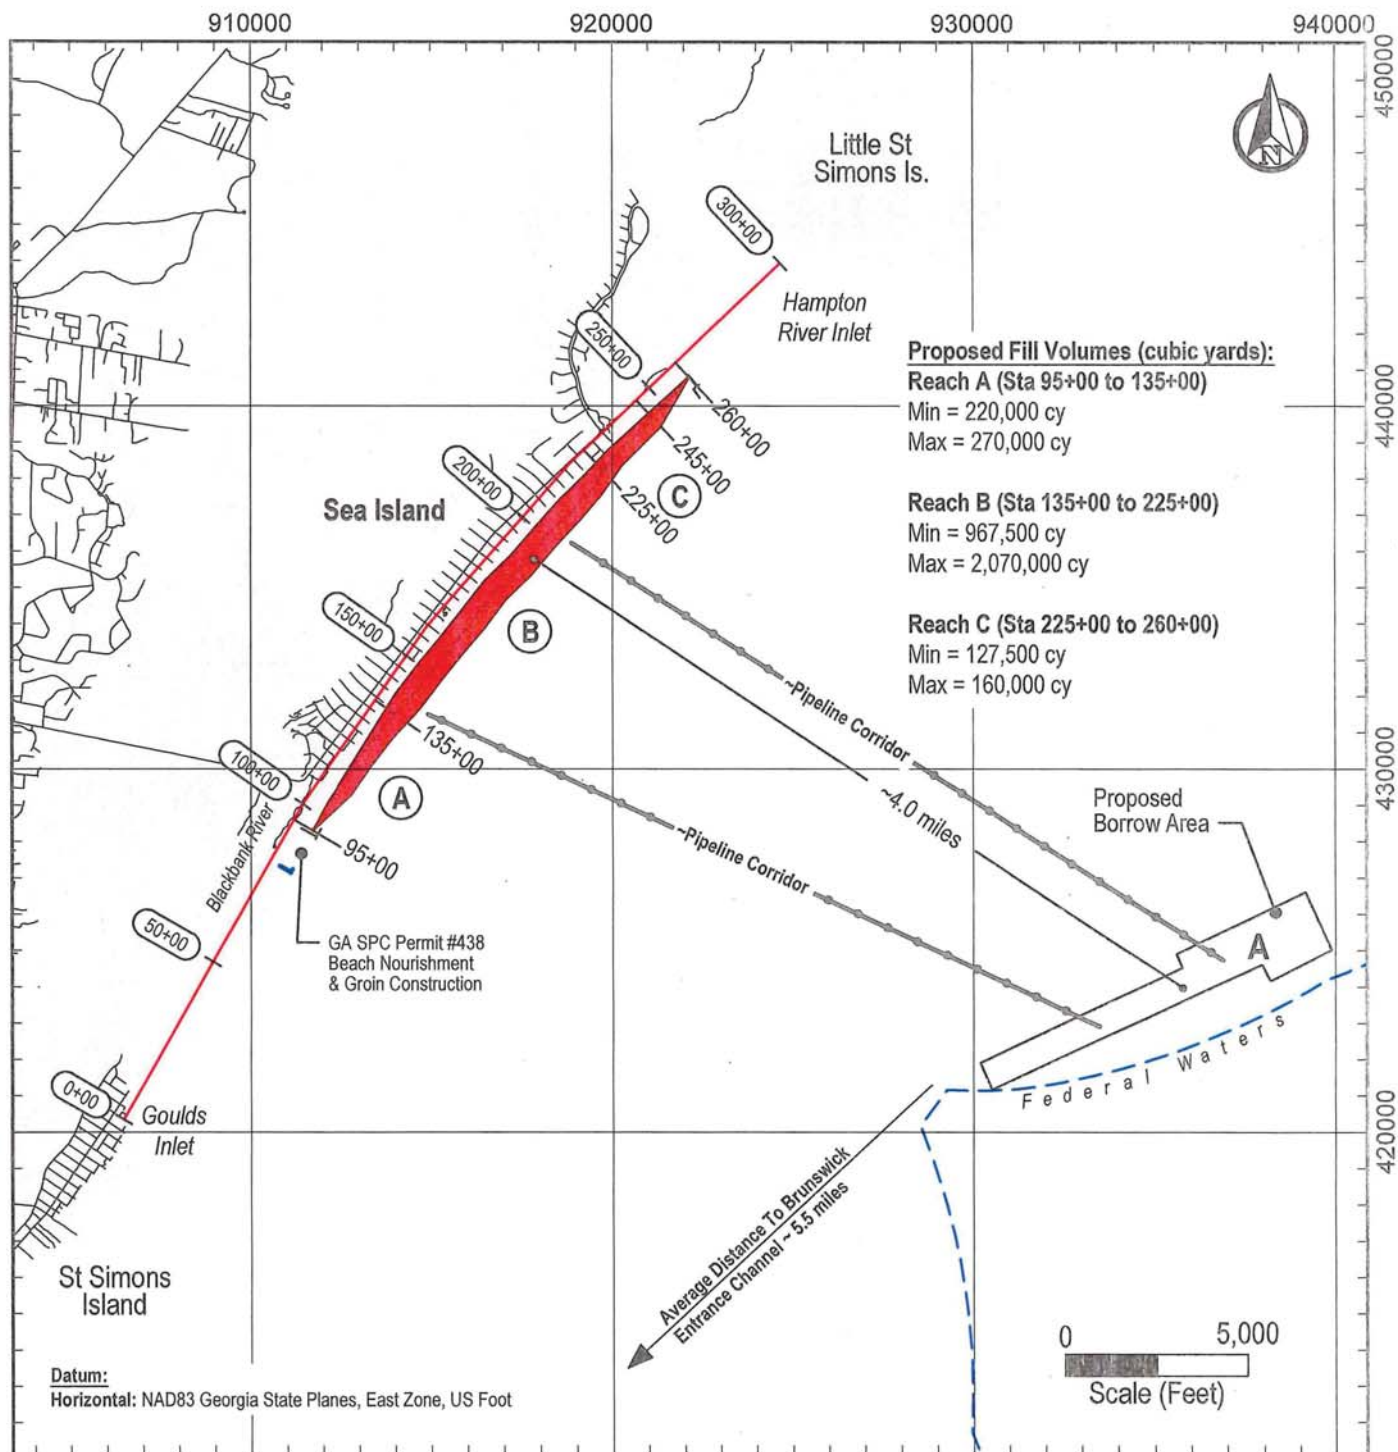 910000
920000
930000
940000
450000
Little St
Simons Is.
N
300+00
Hampton
River Inlet
250+00
Proposed Fill Volumes (cubic yards):
Reach A (Sta 95+00 to 135+00)
Min = 220,000 cy
Max = 270,000 cy
440000
260+00
245+00
200+00
C
225+00
Sea Island
Reach B (Sta 135+00 to 225+00)
Min = 967,500 cy
Max = 2,070,000 cy
150+00
B
Reach C (Sta 225+00 to 260+00)
Min = 127,500 cy
Max = 160,000 cy
~Pipeline Corridor
135+00
430000
100+00
A
~4.0 miles
Proposed
Borrow Area
~Pipeline Corridor
95+00
Blackbank River
1
50+00
GA SPC Permit #438
Beach Nourishment
& Groin Construction
A
Federal Waters
0+00
Goulds
Inlet
420000
Average Distance To Brunswick
Entrance Channel ~ 5.5 miles
St Simons
Island
0
5,000
Scale (Feet)
Datum:
Horizontal: NAD83 Georgia State Planes, East Zone, US Foot